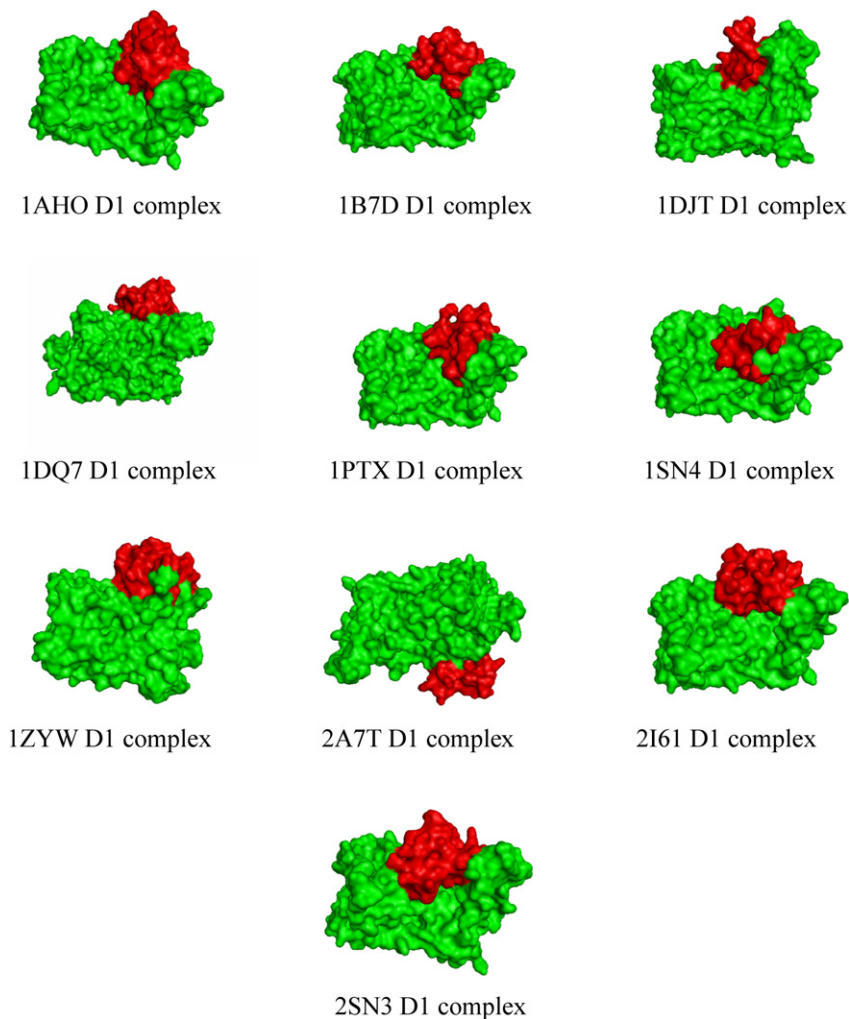 1AHO D1 complex
1B7D D1 complex
1DJT D1 complex
1DQ7 D1 complex
1PTX D1 complex
1SN4 D1 complex
1ZYW D1 complex
2A7T D1 complex
2I61 D1 complex
2SN3 D1 complex